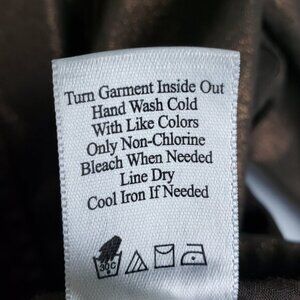 Turn Garment Inside Out
Hand Wash Cold
With Like Colors
Only Non-Chlorine
Bleach When Needed
Line Dry
Cool Iron If Needed
30c